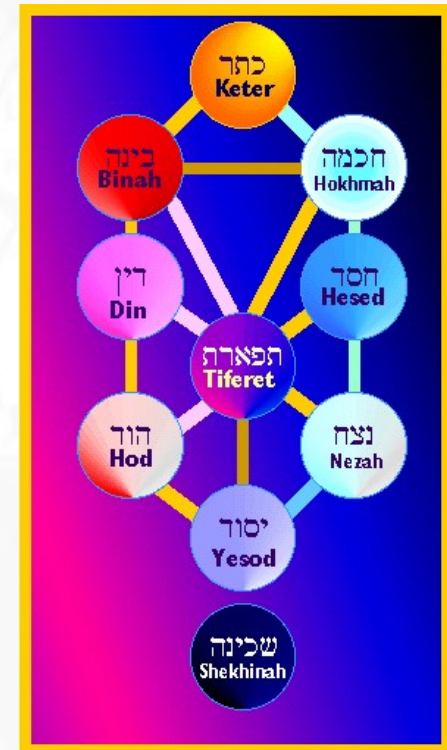 כתר
Keter
בינה
Binah
חכמה
Hokhmah
דין
Din
חסד
Hesed
תפארת
Tiferet
הוד
Hod
נצח
Nezah
יסוד
Yesod
שכינה
Shekhinah